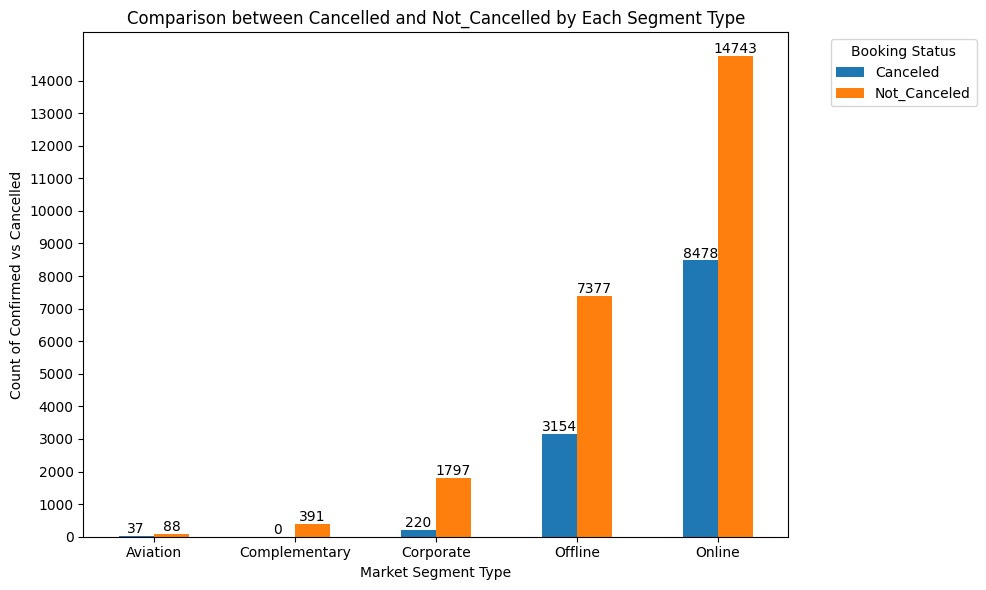 Comparison between Cancelled and Not_Cancelled by Each Segment Type
Booking Status
Canceled
Not_Canceled
Count of Confirmed vs Cancelled
14000
13000
12000
11000
10000
9000
8000
7000
6000
5000
4000
3000
2000
1000
0
37
88
0
391
220
1797
3154
7377
8478
14743
Aviation
Complementary
Corporate
Offline
Online
Market Segment Type